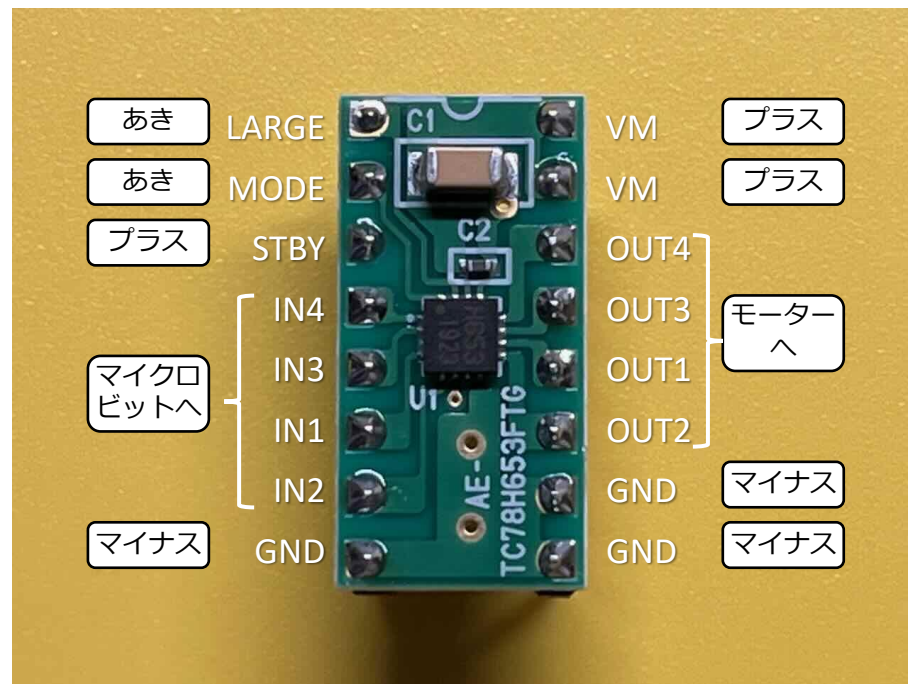 あき
LARGE
C1
VM
プラス
あき
MODE
VM
プラス
プラス
STBY
C2
OUT4
IN4
OUT3
モーター
へ
マイクロ
ビットへ
IN3
H653
1923
OUT1
U1
IN1
OUT2
IN2
AE-
TC78H653FTG
GND
マイナス
マイナス
GND
GND
マイナス